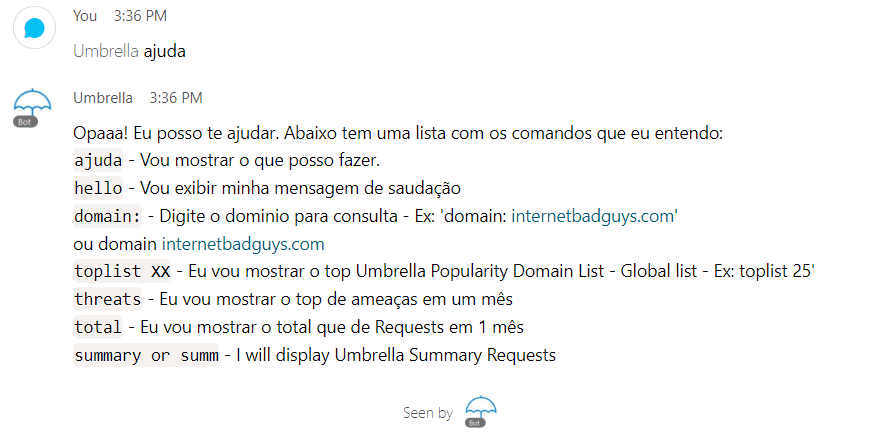 You 3:36 PM
Umbrella ajuda
Umbrella 3:36 PM
Bot
Opaaa! Eu posso te ajudar. Abaixo tem uma lista com os comandos que eu entendo:
ajuda - Vou mostrar o que posso fazer.
hello - Vou exibir minha mensagem de saudação
domain: - Digite o dominio para consulta - Ex: 'domain: internetbadguys.com'
ou domain internetbadguys.com
toplist XX - Eu vou mostrar o top Umbrella Popularity Domain List - Global list - Ex: toplist 25'
threats - Eu vou mostrar o top de ameaças em um mês
total - Eu vou mostrar o total que de Requests em 1 mês
summary or summ - I will display Umbrella Summary Requests
Seen by
Bot